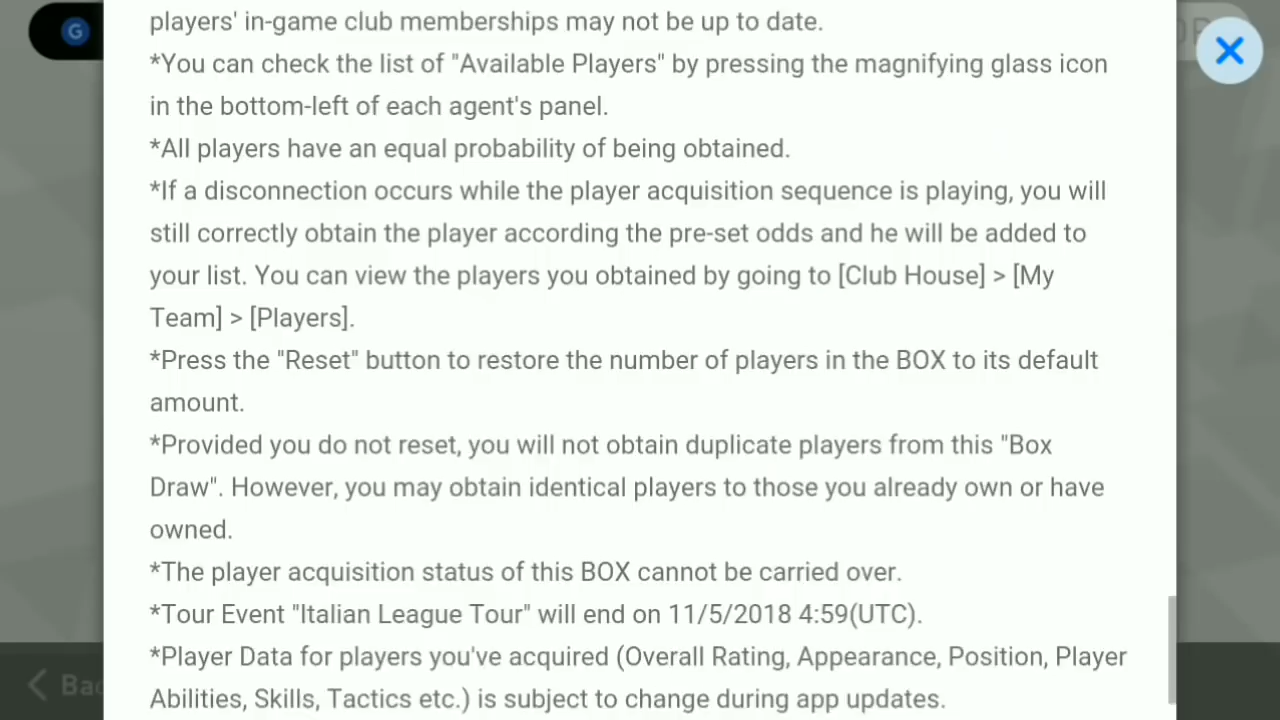 players' in-game club memberships may not be up to date.
*You can check the list of "Available Players" by pressing the magnifying glass icon
in the bottom-left of each agent's panel.
*All players have an equal probability of being obtained.
*If a disconnection occurs while the player acquisition sequence is playing, you will
still correctly obtain the player according the pre-set odds and he will be added to
your list. You can view the players you obtained by going to [Club House] > [My
Team] > [Players].
*Press the "Reset" button to restore the number of players in the BOX to its default
amount.
*Provided you do not reset, you will not obtain duplicate players from this "Box
Draw". However, you may obtain identical players to those you already own or have
owned.
*The player acquisition status of this BOX cannot be carried over.
*Tour Event "Italian League Tour" will end on 11/5/2018 4:59(UTC).
*Player Data for players you've acquired (Overall Rating, Appearance, Position, Player
Abilities, Skills, Tactics etc.) is subject to change during app updates.
G